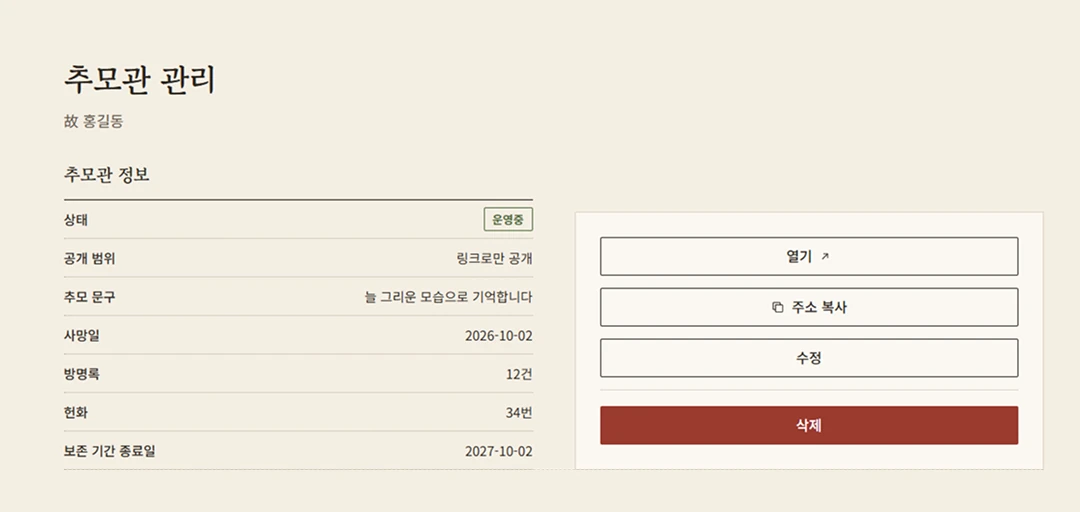 추모관 관리
故 홍길동
추모관 정보
상태 운영중
공개 범위 링크로만 공개
추모 문구 늘 그리운 모습으로 기억합니다
사망일 2026-10-02
방명록 12건
헌화 34번
보존 기간 종료일 2027-10-02
열기 ↗
주소 복사
수정
삭제